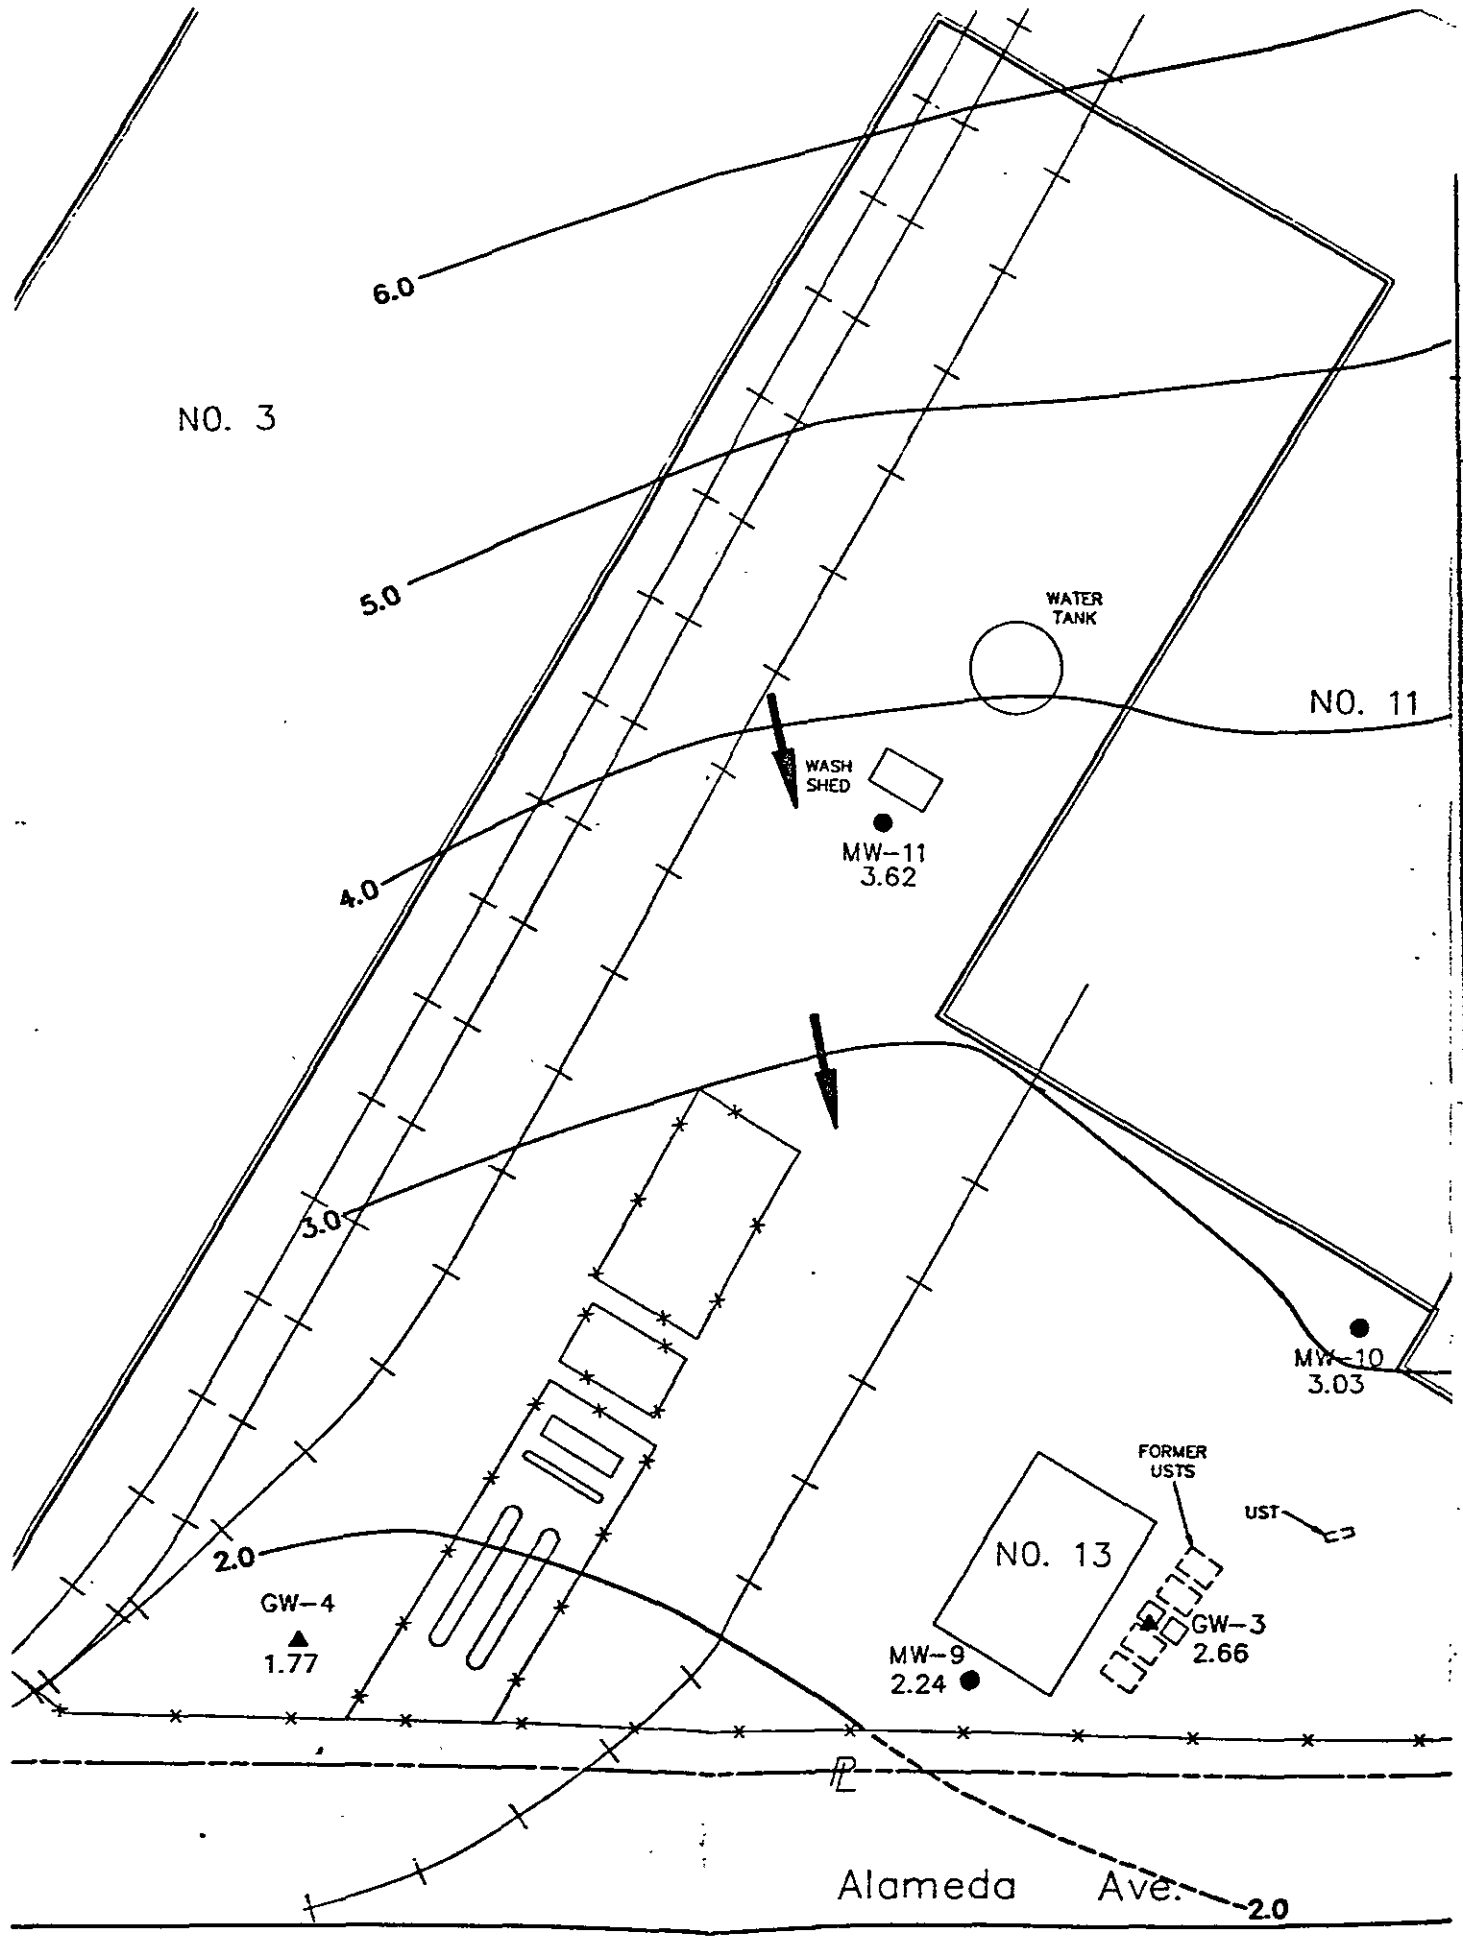 6.0
NO. 3
5.0
WATER
TANK
NO. 11
WASH
SHED
MW-11
3.62
4.0
3.0
MW-10
3.03
FORMER
USTS
UST
NO. 13
2.0
GW-4
1.77
GW-3
2.66
MW-9
2.24
PL
Alameda Ave.
2.0